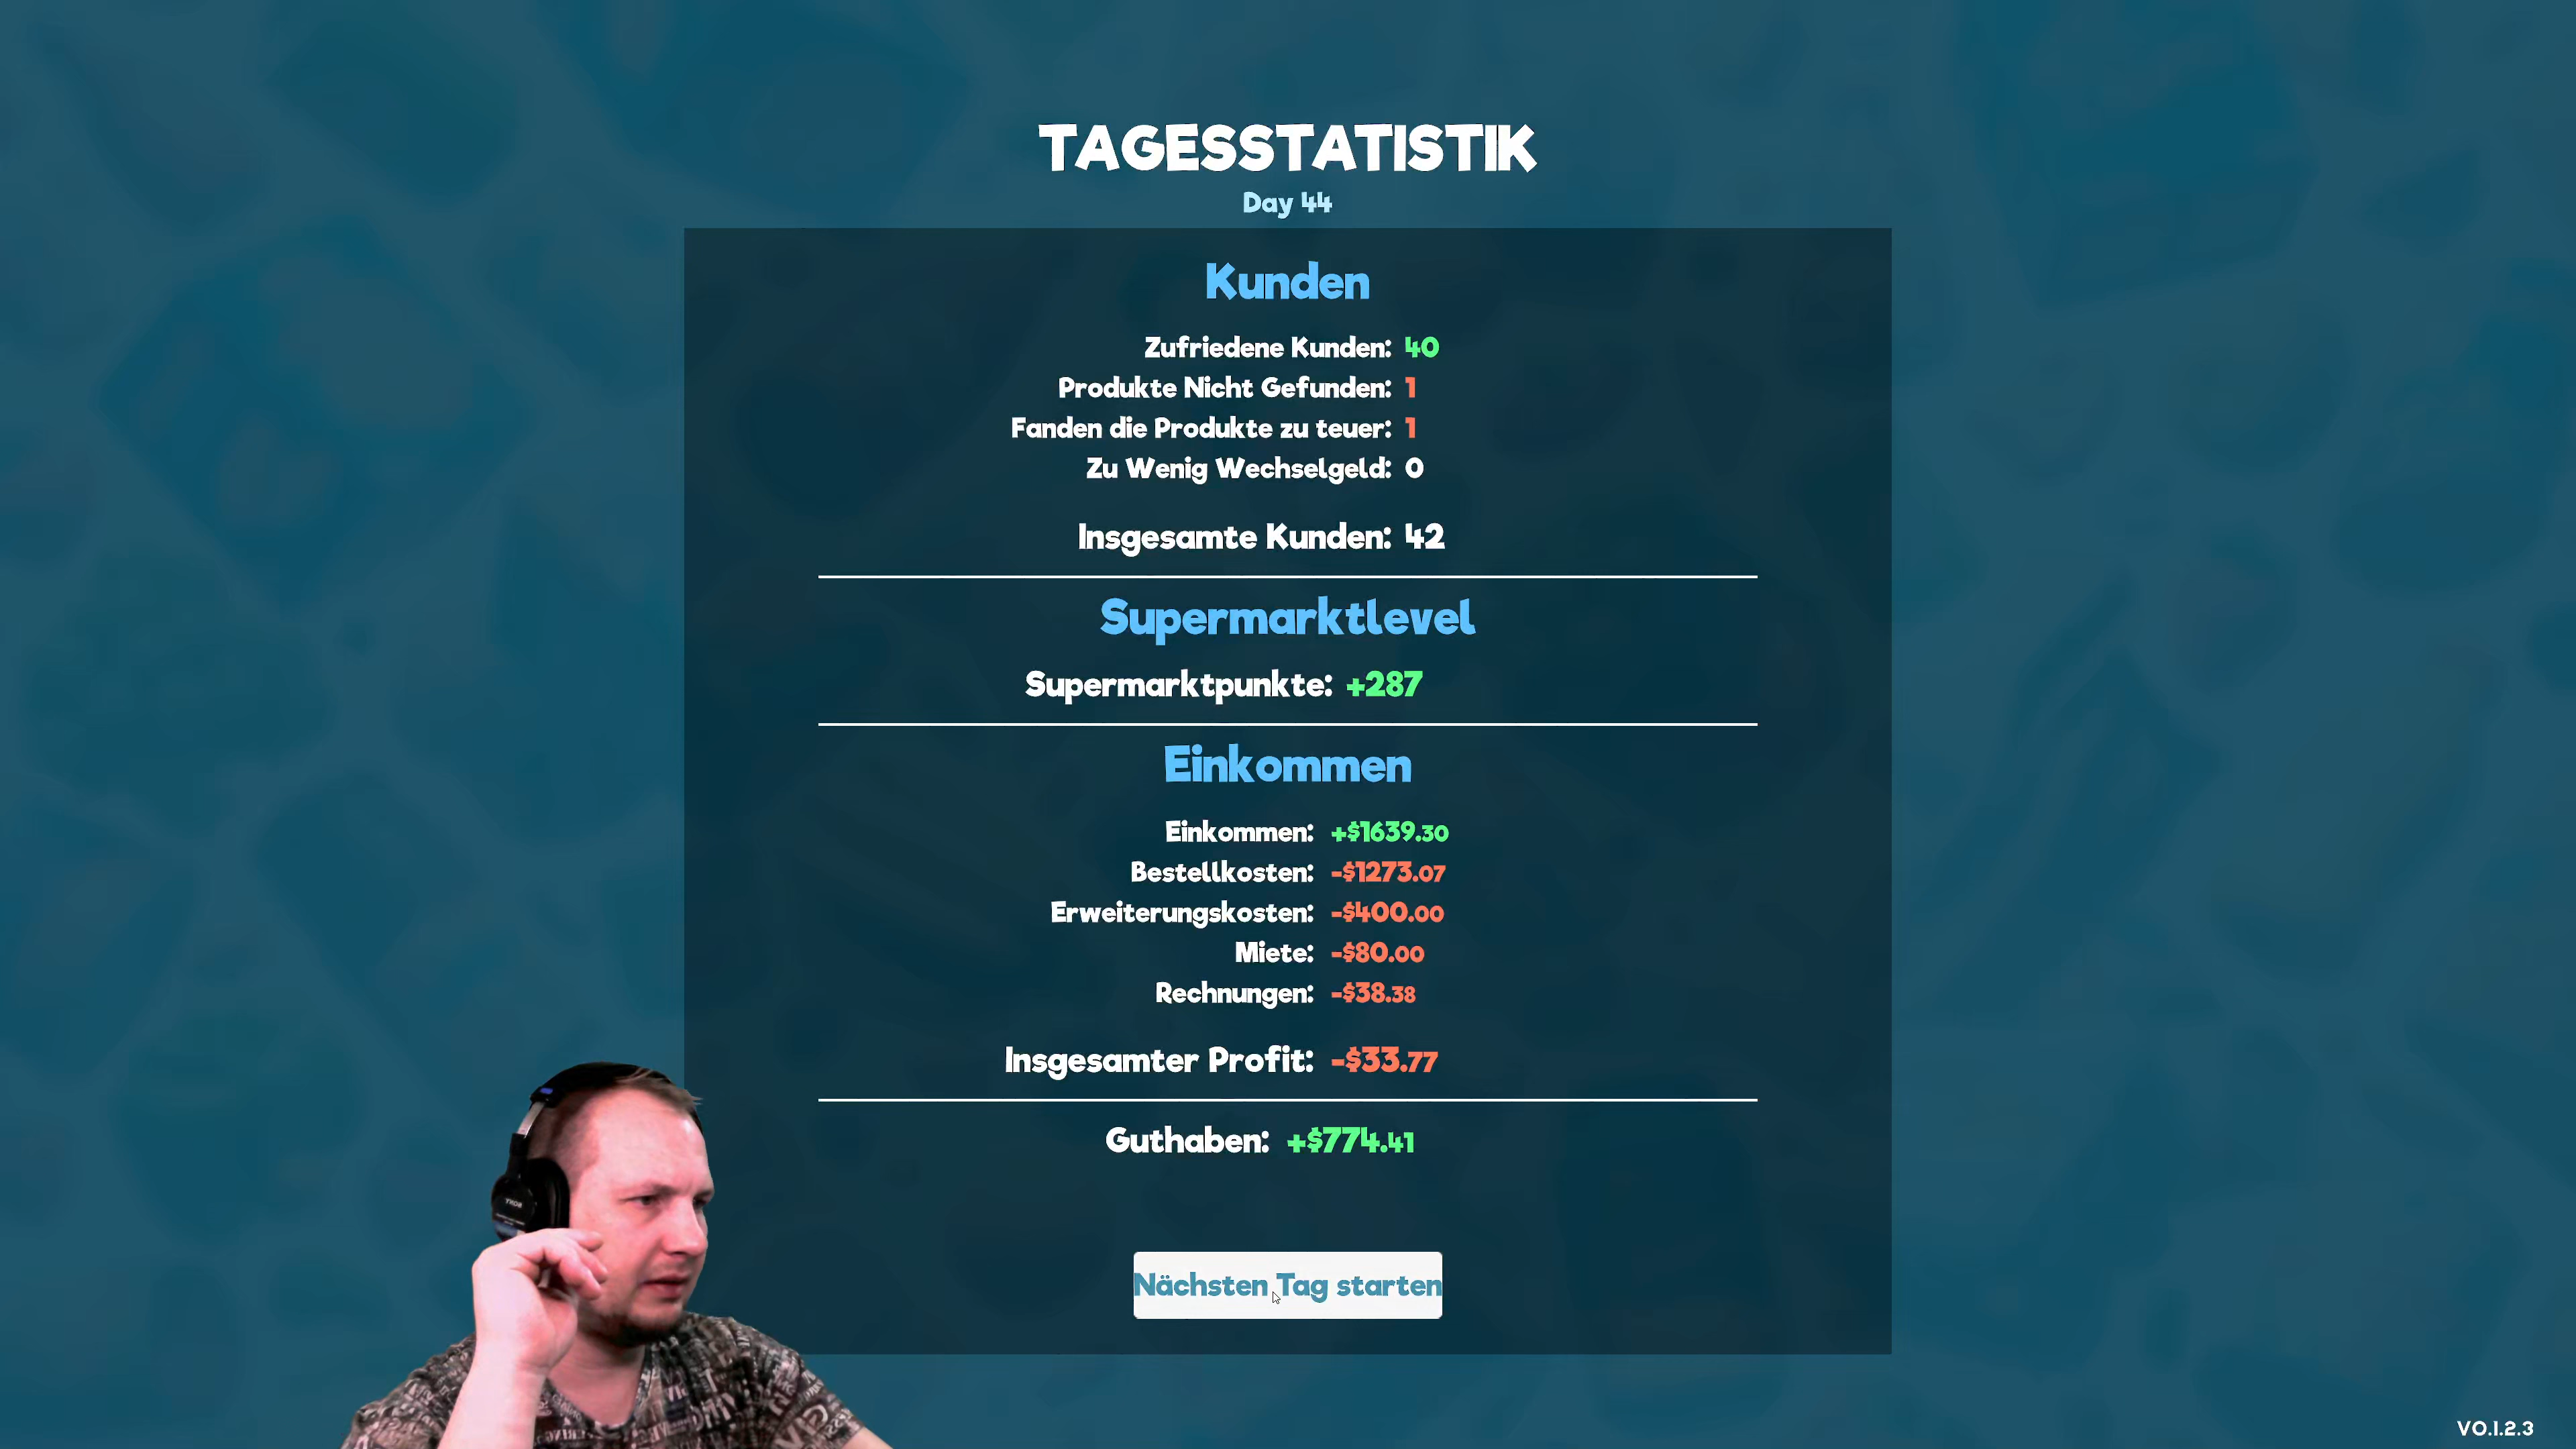 TAGESSTATISTIK
Day 44
Kunden
Zufriedene Kunden: 40
Produkte Nicht Gefunden: 1
Fanden die Produkte zu teuer: 1
Zu Wenig Wechselgeld: 0
Insgesamte Kunden: 42
Supermarktlevel
Supermarktpunkte: +287
Einkommen
Einkommen: +$1639.30
Bestellkosten: -$1273.07
Erweiterungskosten: -$400.00
Miete: -$80.00
Rechnungen: -$38.38
Insgesamter Profit: -$33.77
Guthaben: +$774.41
Nächsten Tag starten
V0.1.2.3